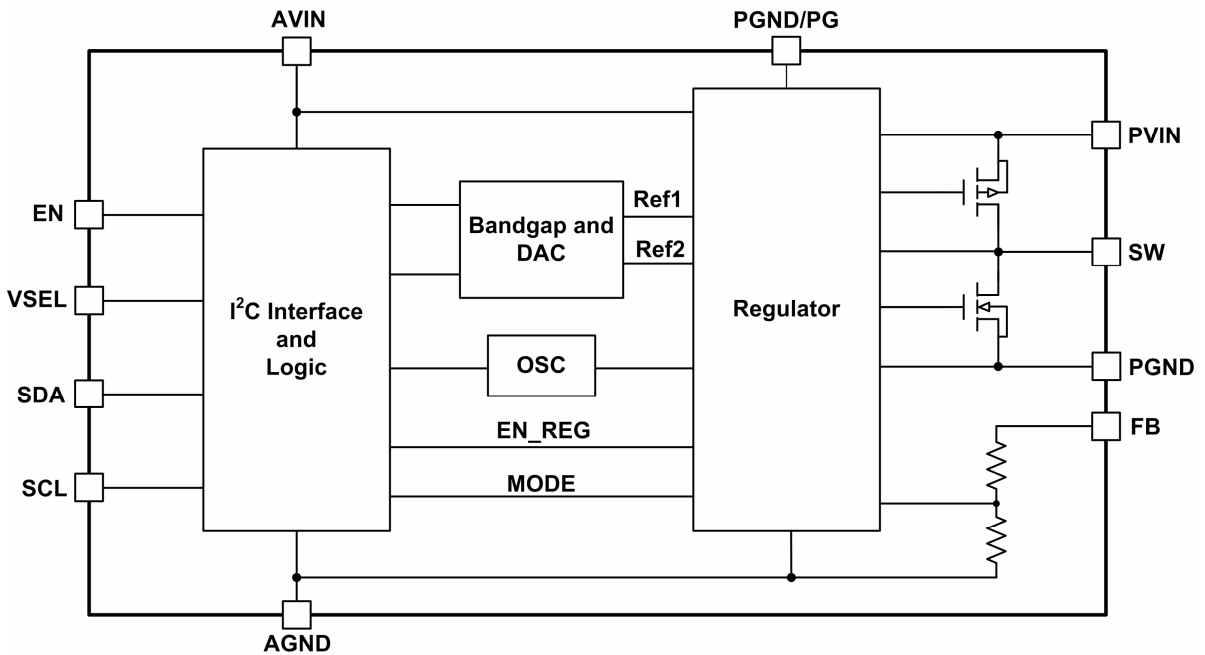 AVIN
PGND/PG
PVIN
EN
Ref1
Bandgap and
DAC
Ref2
SW
VSEL
I²C Interface
and
Logic
Regulator
OSC
PGND
SDA
FB
EN_REG
SCL
MODE
AGND